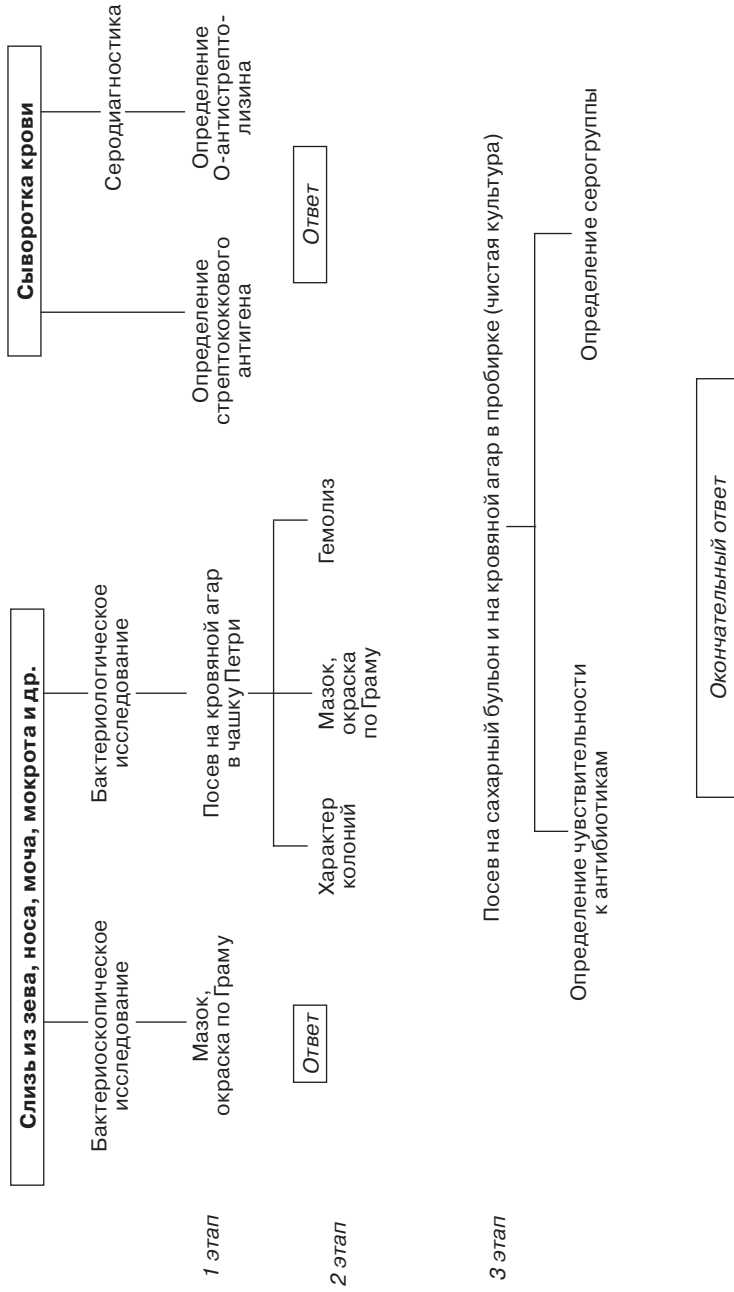 Слизь из зева, носа, моча, мокрота и др.
Сыворотка крови
Бактериоскопическое
исследование
Бактериологическое
исследование
Серодиагностика
1 этап
Мазок,
окраска по Граму
Посев на кровяной агар
в чашку Петри
Определение
стрептококкового
антигена
Определение
О-антистрепто-
лизина
2 этап
Ответ
Характер
колоний
Мазок,
окраска
по Граму
Гемолиз
Ответ
3 этап
Посев на сахарный бульон и на кровяной агар в пробирке (чистая культура)
Определение чувствительности
к антибиотикам
Определение серогруппы
Окончательный ответ